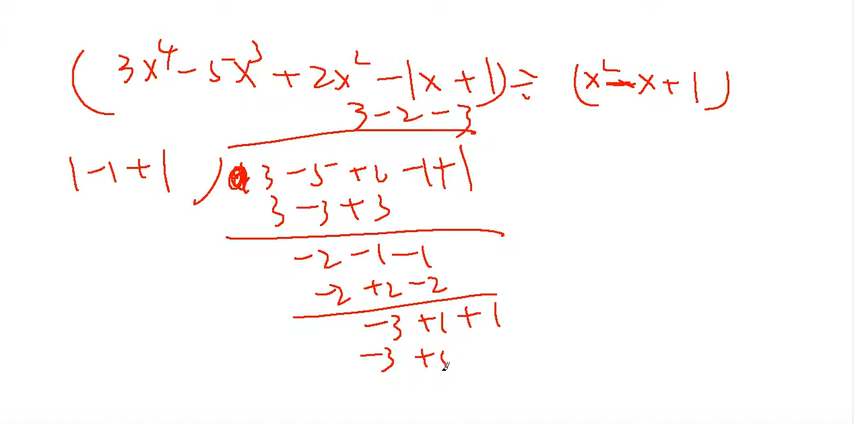 (3x⁴ - 5x³ + 2x² - 1x + 1) ÷ (x² - x + 1)
3 - 2 - 3
1 - 1 + 1 ) 3 - 5 + 2 - 1 + 1
3 - 3 + 3
-2 - 1 - 1
-2 + 2 - 2
-3 + 1 + 1
-3 +